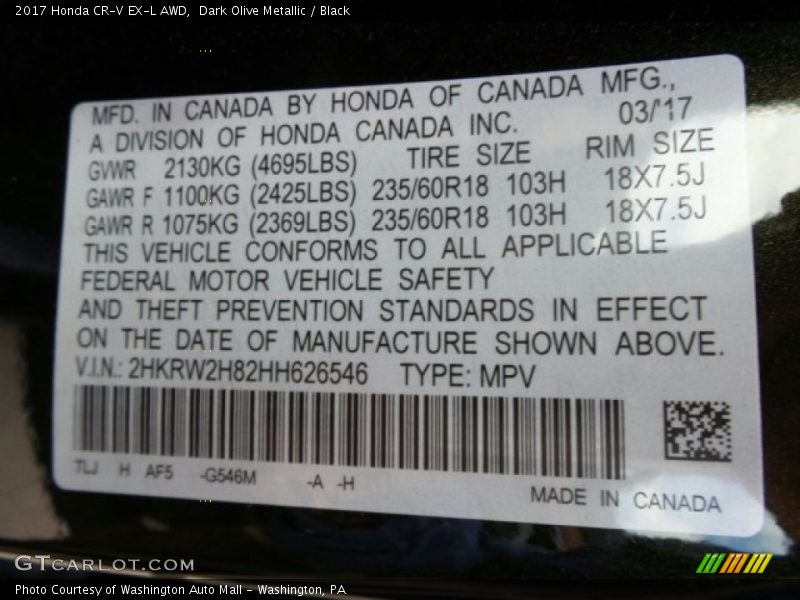 2017 Honda CR-V EX-L AWD, Dark Olive Metallic / Black
MFD. IN CANADA BY HONDA OF CANADA MFG.,
A DIVISION OF HONDA CANADA INC. 03/'17
GVWR 2130KG (4695LBS) TIRE SIZE RIM SIZE
GAWR F 1100KG (2425LBS) 235/60R18 103H 18X7.5J
GAWR R 1075KG (2369LBS) 235/60R18 103H 18X7.5J
THIS VEHICLE CONFORMS TO ALL APPLICABLE
FEDERAL MOTOR VEHICLE SAFETY
AND THEFT PREVENTION STANDARDS IN EFFECT
ON THE DATE OF MANUFACTURE SHOWN ABOVE.
V.I.N.: 2HKRW2H82HH626546 TYPE: MPV
TLJ H AF5 -G546M -A -H
MADE IN CANADA
GTCARLOT.COM
Photo Courtesy of Washington Auto Mall - Washington, PA